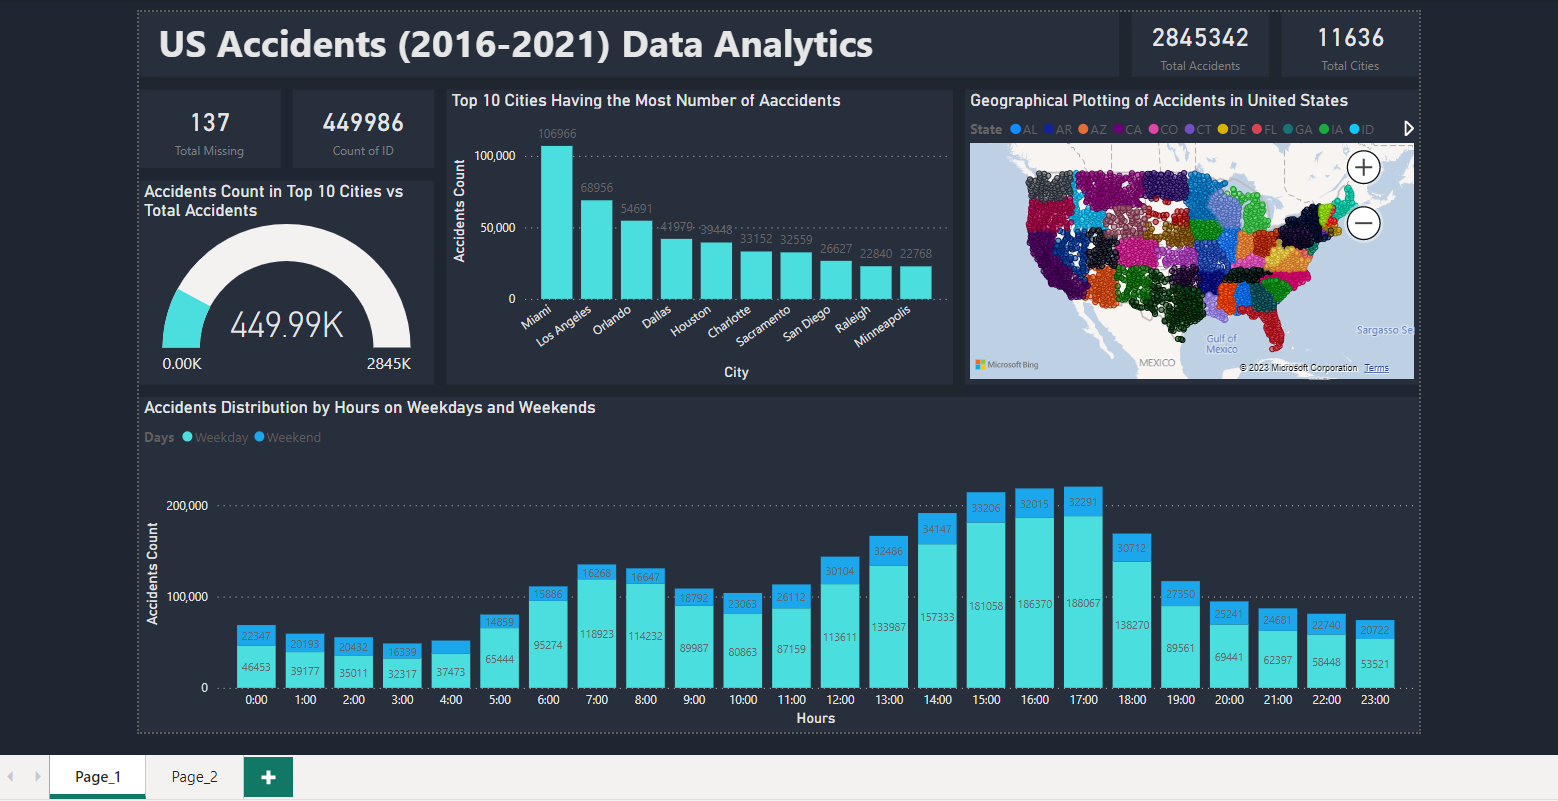 US Accidents (2016-2021) Data Analytics
2845342
Total Accidents
11636
Total Cities
137
Total Missing
449986
Count of ID
Accidents Count in Top 10 Cities vs
Total Accidents
449.99K
0.00K
2845K
Top 10 Cities Having the Most Number of Aaccidents
Accidents Count
100,000
50,000
0
106966
68956
54691
41979
39448
33152
32559
26627
22840
22768
Miami
Los Angeles
Orlando
Dallas
Houston
Charlotte
Sacramento
San Diego
Raleigh
Minneapolis
City
Geographical Plotting of Accidents in United States
State AL AR AZ CA CO CT DE FL GA IA ID
Gulf of
Mexico
Sargasso Se
MEXICO
Microsoft Bing
© 2023 Microsoft Corporation Terms
Accidents Distribution by Hours on Weekdays and Weekends
Days Weekday Weekend
Accidents Count
200,000
100,000
0
22347 20193 20432 16339 14859 15886 16268 16647 18792 23063 26112 30104 32486 34147 33206 32015 32291 30712 27350 25241 24681 22740 20722
46453 39177 35011 32317 37473 65444 95274 118923 114232 89987 80863 87159 113611 133987 157333 181058 186370 188067 138270 89561 69441 62397 58448 53521
0:00 1:00 2:00 3:00 4:00 5:00 6:00 7:00 8:00 9:00 10:00 11:00 12:00 13:00 14:00 15:00 16:00 17:00 18:00 19:00 20:00 21:00 22:00 23:00
Hours
Page_1
Page_2